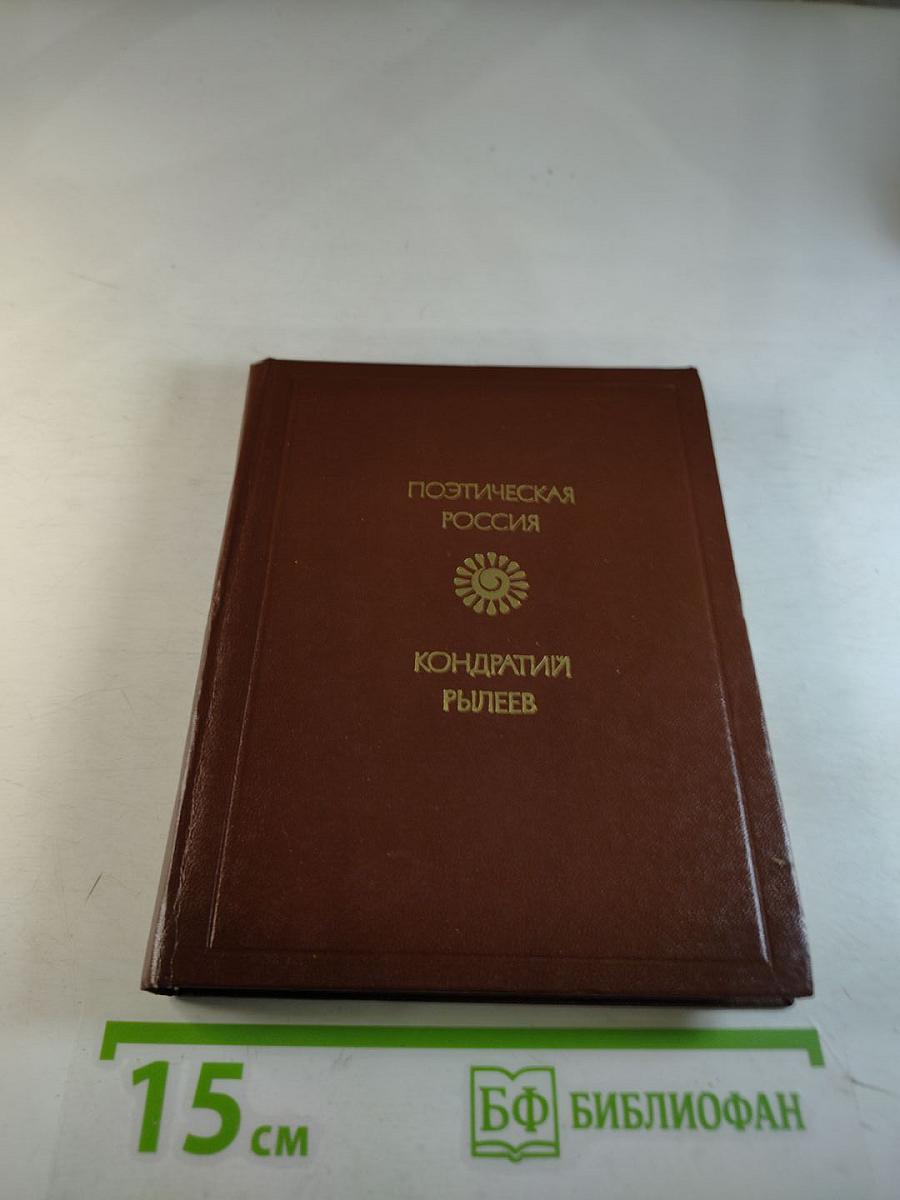 ПОЭТИЧЕСКАЯ
РОССИЯ
КОНДРАТИЙ
РЫЛЕЕВ
15 см
БФ БИБЛИОФАН